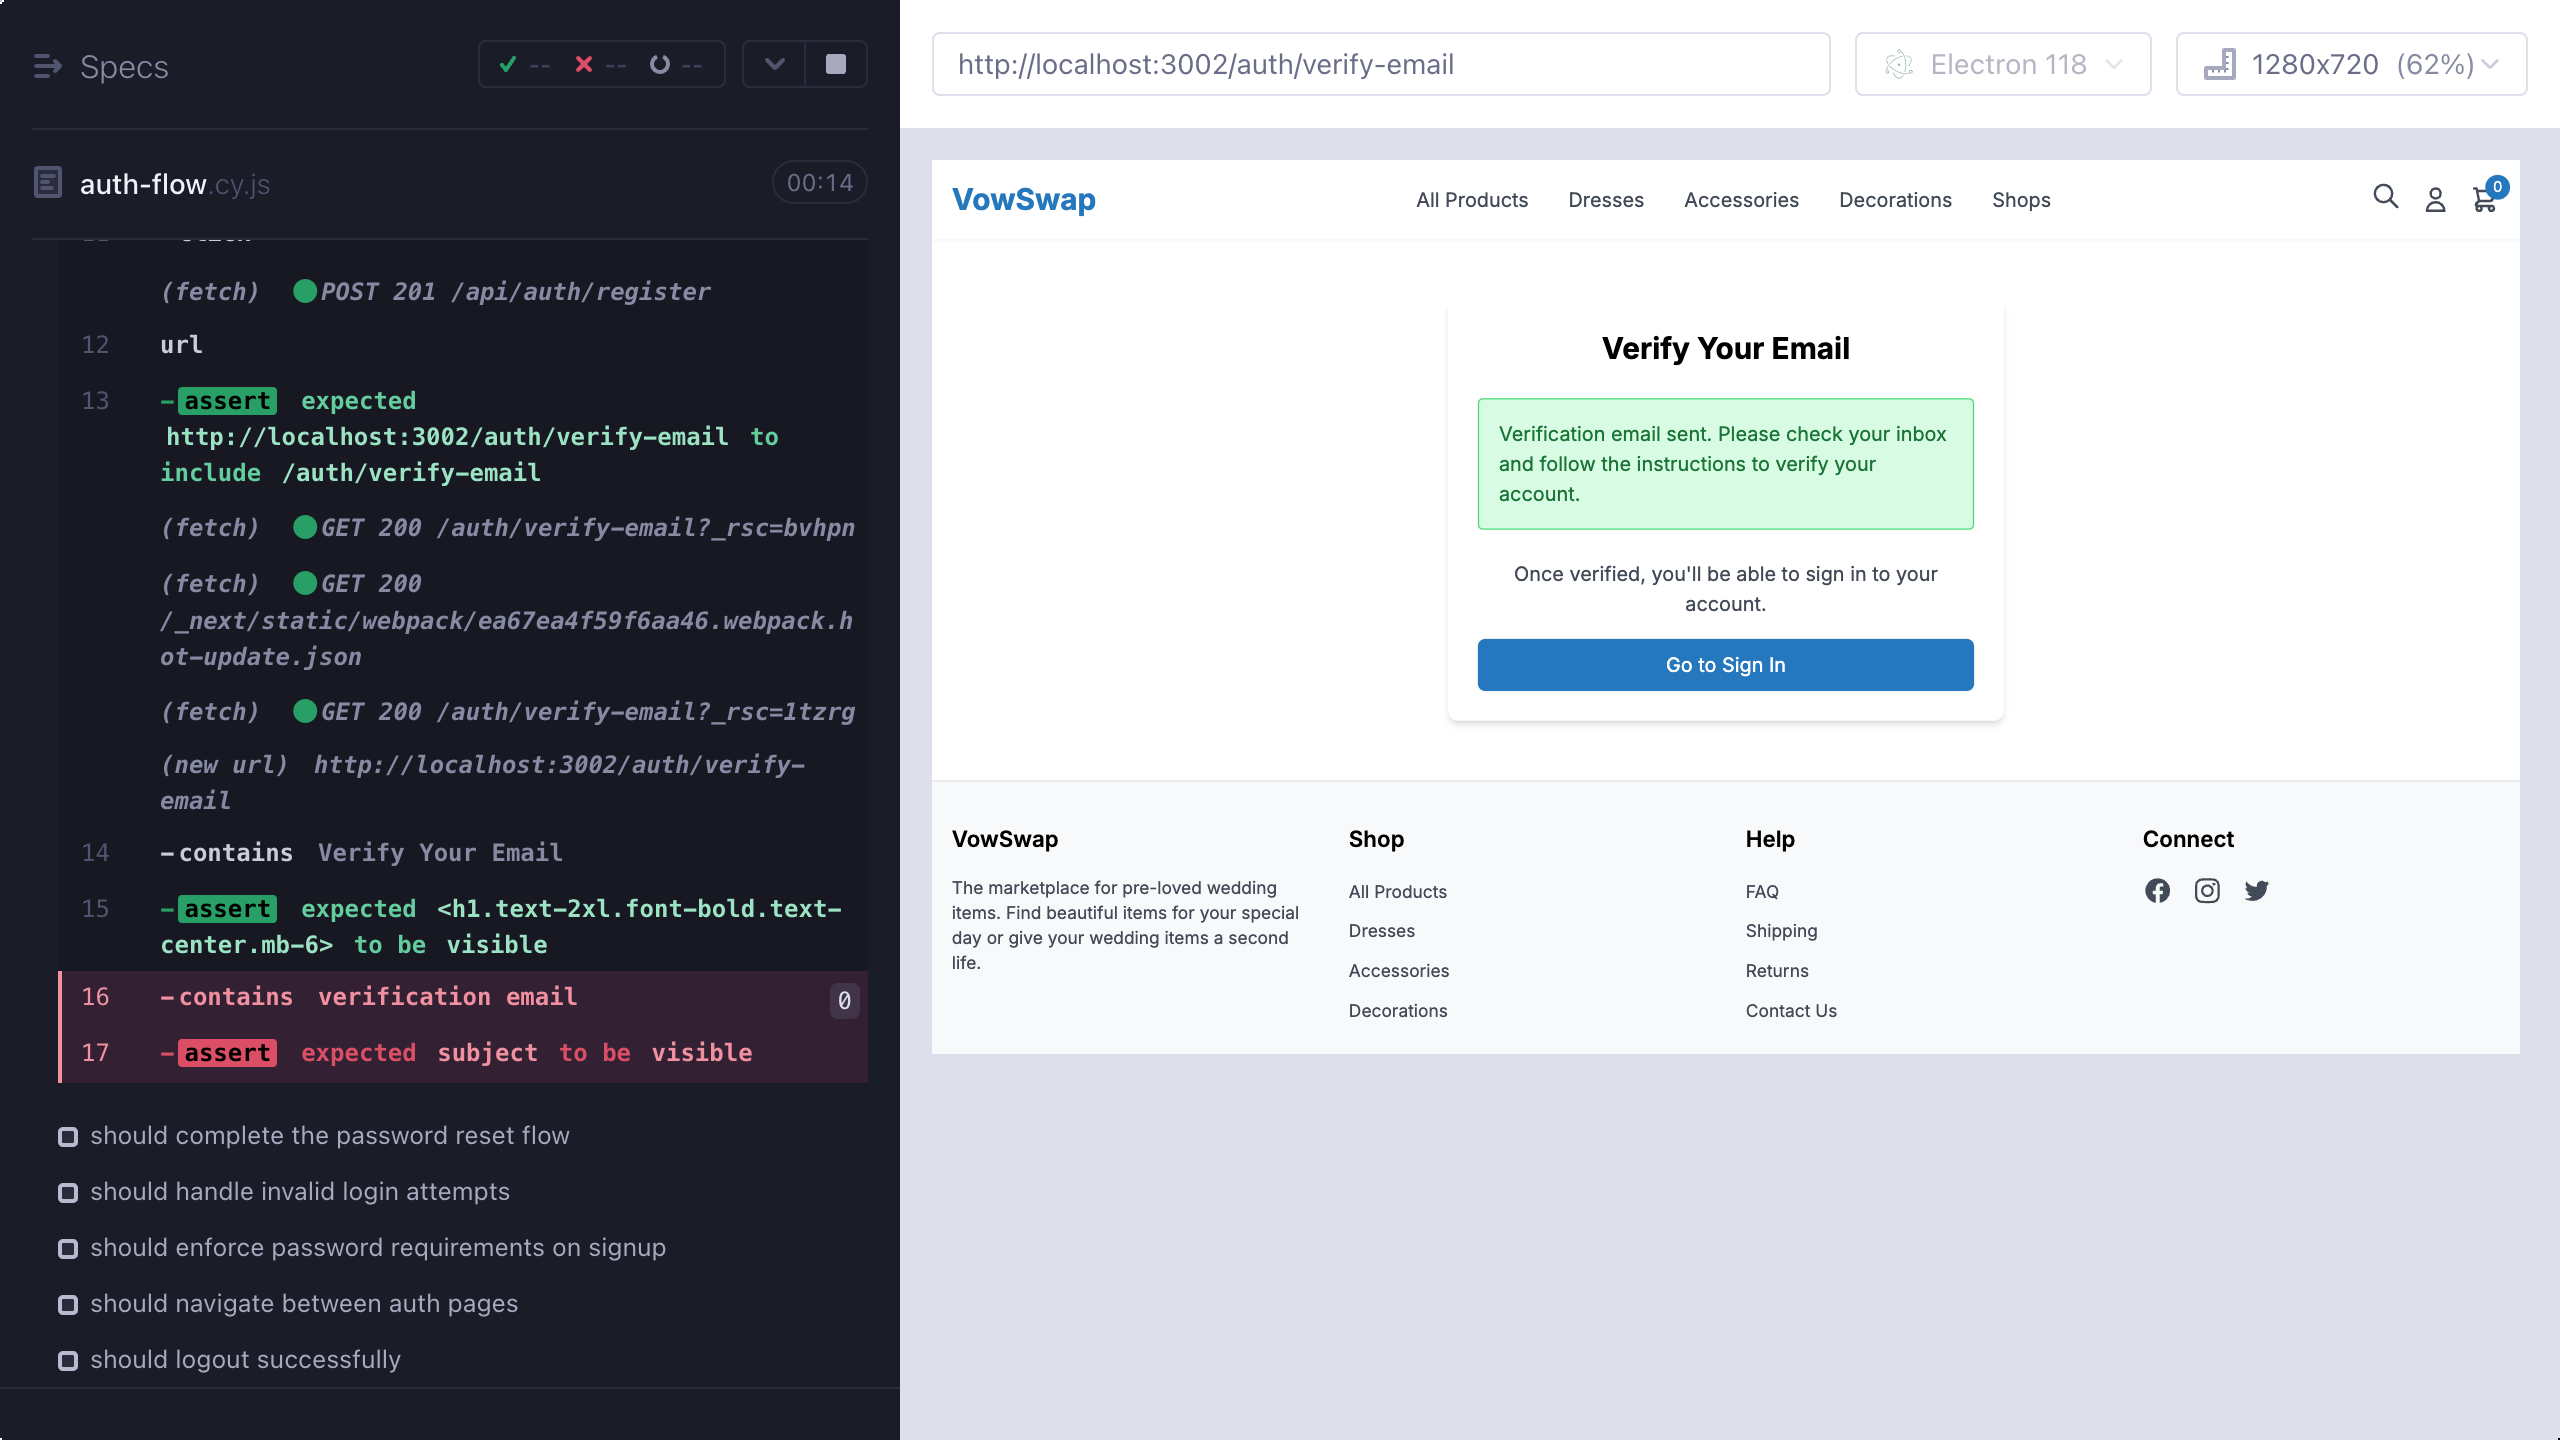 Specs
-- -- --
auth-flow.cy.js
00:14
(fetch) POST 201 /api/auth/register
12 url
13 -assert expected
http://localhost:3002/auth/verify-email to
include /auth/verify-email
(fetch) GET 200 /auth/verify-email?_rsc=bvhpn
(fetch) GET 200
/_next/static/webpack/ea67ea4f59f6aa46.webpack.h
ot-update.json
(fetch) GET 200 /auth/verify-email?_rsc=1tzrg
(new url) http://localhost:3002/auth/verify-
email
14 -contains Verify Your Email
15 -assert expected <h1.text-2xl.font-bold.text-
center.mb-6> to be visible
16 -contains verification email 0
17 -assert expected subject to be visible
should complete the password reset flow
should handle invalid login attempts
should enforce password requirements on signup
should navigate between auth pages
should logout successfully
http://localhost:3002/auth/verify-email
Electron 118
1280x720 (62%)
VowSwap
All Products
Dresses
Accessories
Decorations
Shops
0
Verify Your Email
Verification email sent. Please check your inbox
and follow the instructions to verify your
account.
Once verified, you'll be able to sign in to your
account.
Go to Sign In
VowSwap
The marketplace for pre-loved wedding
items. Find beautiful items for your special
day or give your wedding items a second
life.
Shop
All Products
Dresses
Accessories
Decorations
Help
FAQ
Shipping
Returns
Contact Us
Connect